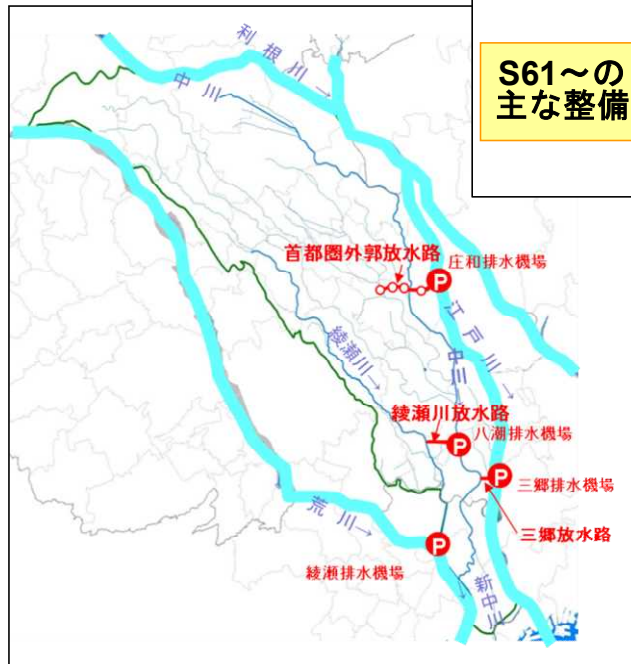 S61～の
主な整備
利根川→
中川
首都圏外郭放水路
庄和排水機場
P
江戸川→
綾瀬川→
中川
綾瀬川放水路
八潮排水機場
P
P
三郷排水機場
三郷放水路
荒川→
P
綾瀬排水機場
新中川